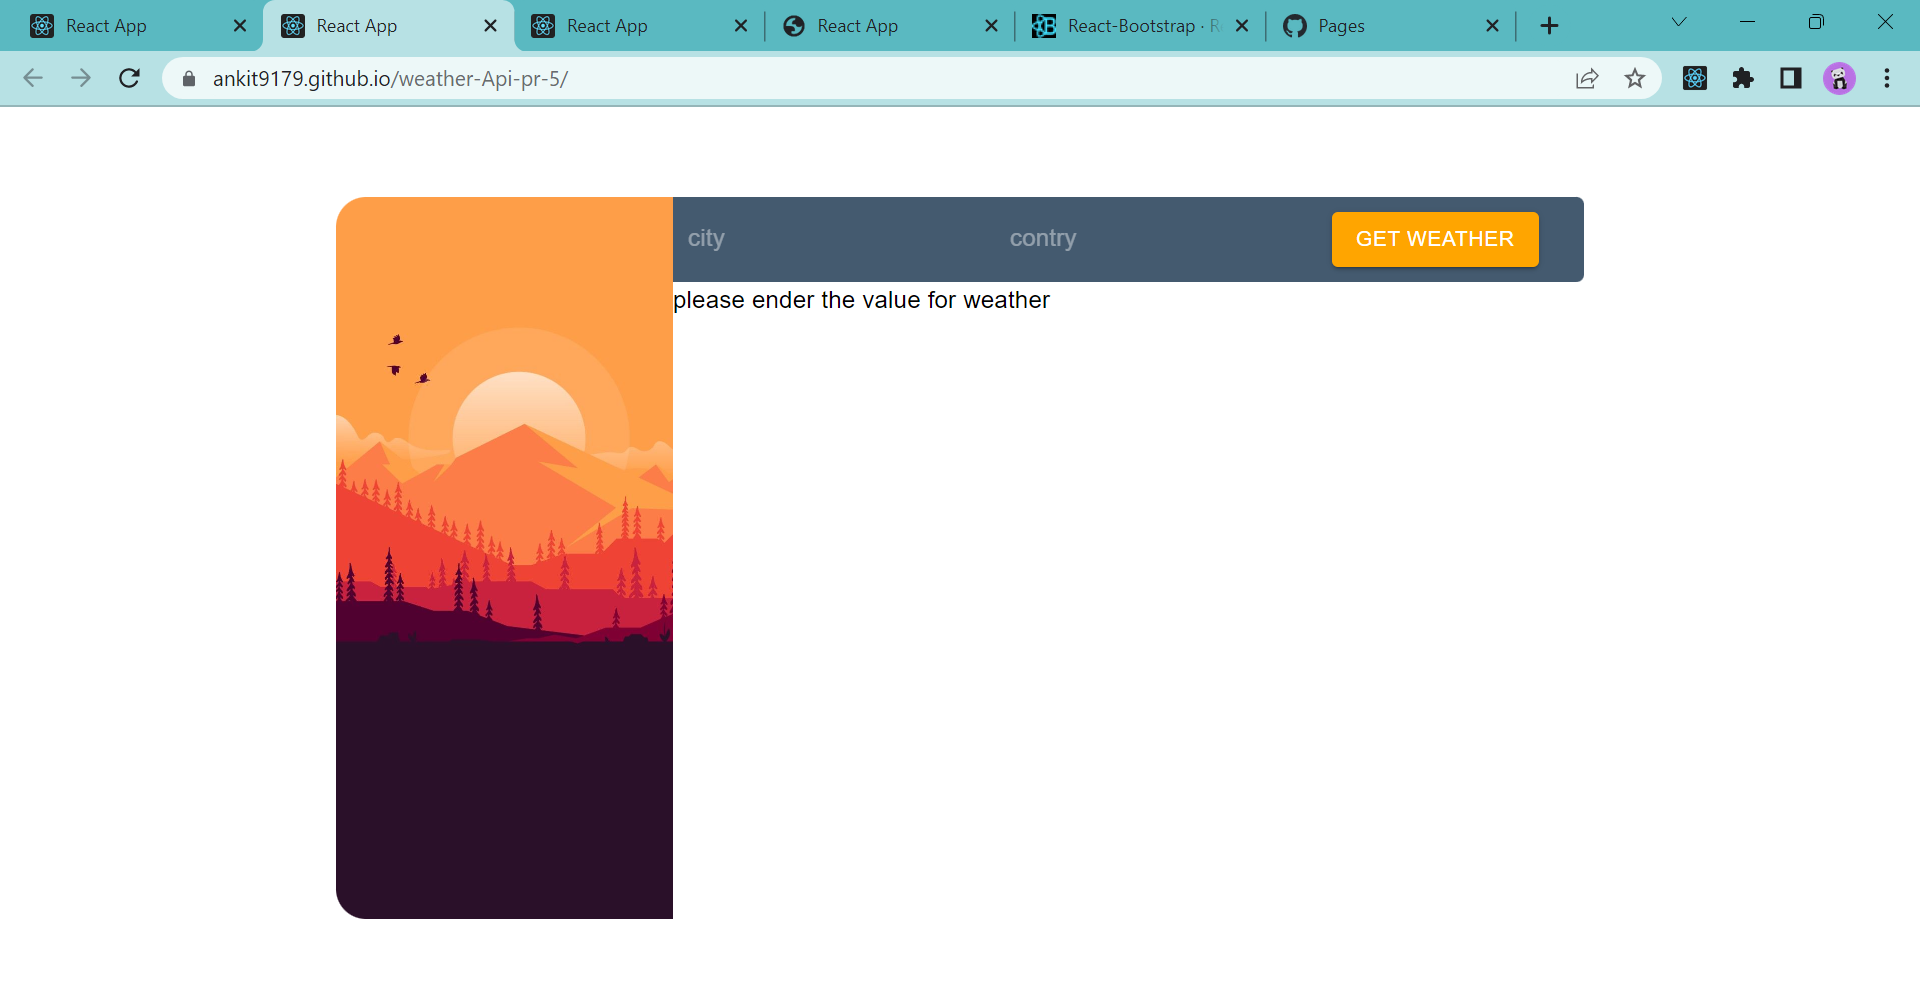 React App
React App
React App
React App
React-Bootstrap · R
Pages
ankit9179.github.io/weather-Api-pr-5/
city
contry
GET WEATHER
please ender the value for weather